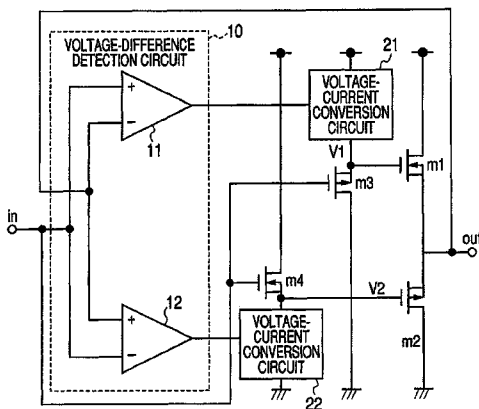 10
VOLTAGE-DIFFERENCE
DETECTION CIRCUIT
+
−
11
21
VOLTAGE-
CURRENT
CONVERSION
CIRCUIT
V1
m3
m1
in
out
m4
12
+
−
V2
m2
VOLTAGE-
CURRENT
CONVERSION
CIRCUIT
22